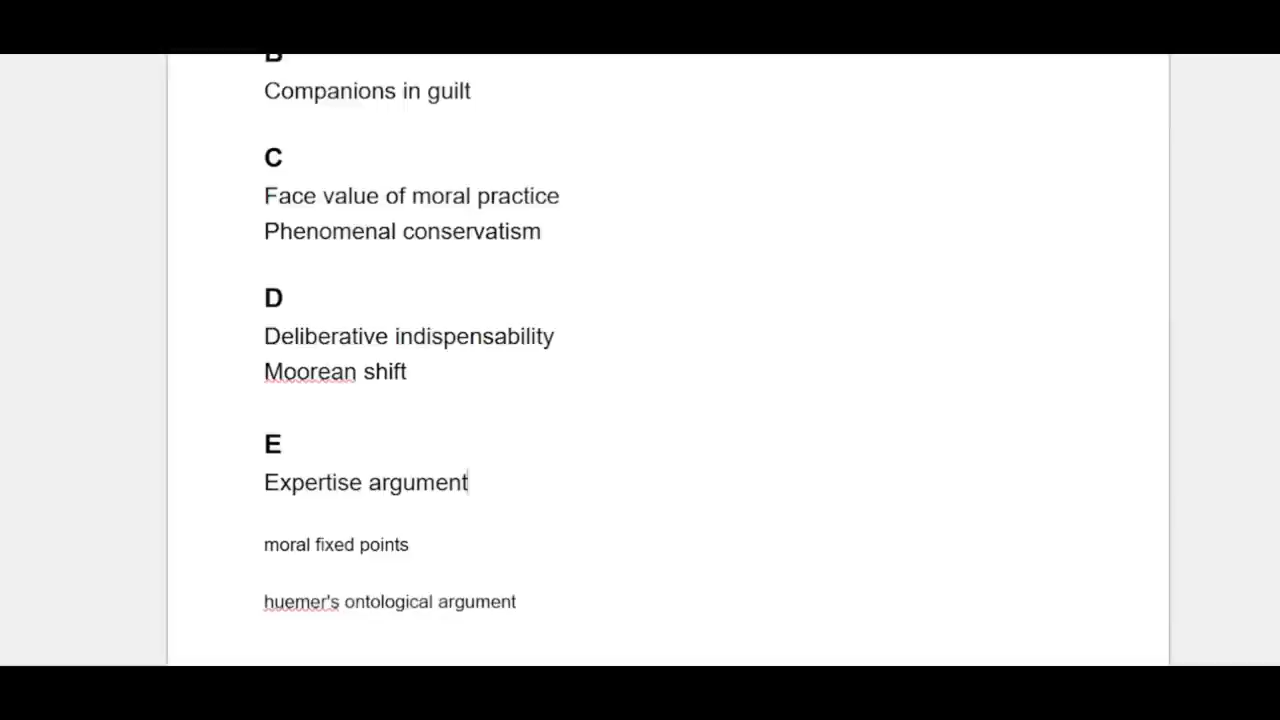 B
Companions in guilt
C
Face value of moral practice
Phenomenal conservatism
D
Deliberative indispensability
Moorean shift
E
Expertise argument
moral fixed points
huemer's ontological argument